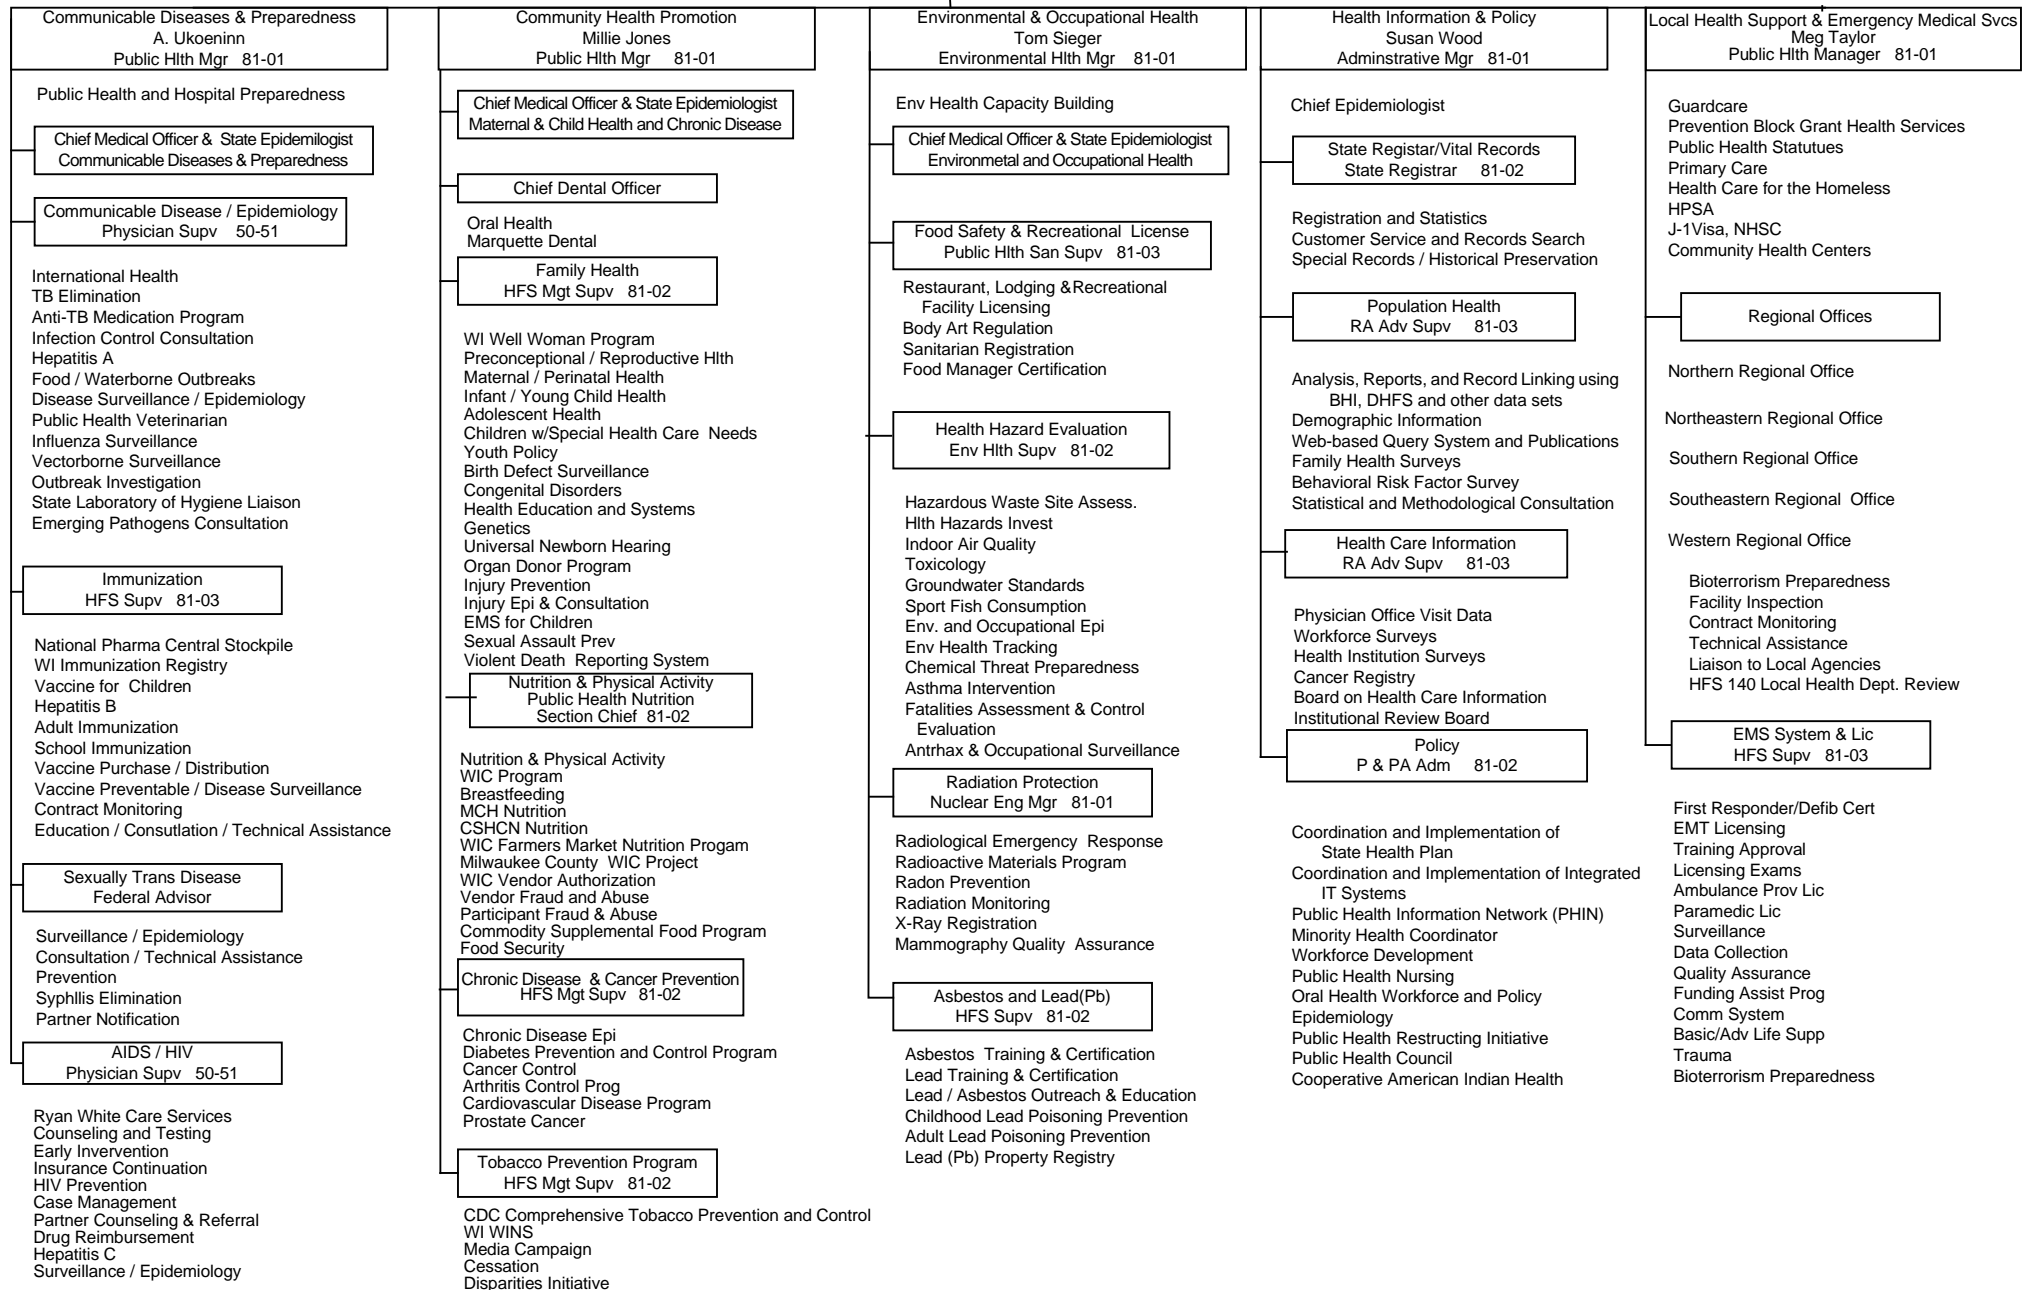 Communicable Diseases & Preparedness
A. Ukoeninn
Public Hlth Mgr 81-01
Public Health and Hospital Preparedness
Chief Medical Officer & State Epidemilogist
Communicable Diseases & Preparedness
Communicable Disease / Epidemiology
Physician Supv 50-51
International Health
TB Elimination
Anti-TB Medication Program
Infection Control Consultation
Hepatitis A
Food / Waterborne Outbreaks
Disease Surveillance / Epidemiology
Public Health Veterinarian
Influenza Surveillance
Vectorborne Surveillance
Outbreak Investigation
State Laboratory of Hygiene Liaison
Emerging Pathogens Consultation
Immunization
HFS Supv 81-03
National Pharma Central Stockpile
WI Immunization Registry
Vaccine for Children
Hepatitis B
Adult Immunization
School Immunization
Vaccine Purchase / Distribution
Vaccine Preventable / Disease Surveillance
Contract Monitoring
Education / Consutlation / Technical Assistance
Sexually Trans Disease
Federal Advisor
Surveillance / Epidemiology
Consultation / Technical Assistance
Prevention
Syphllis Elimination
Partner Notification
AIDS / HIV
Physician Supv 50-51
Ryan White Care Services
Counseling and Testing
Early Invervention
Insurance Continuation
HIV Prevention
Case Management
Partner Counseling & Referral
Drug Reimbursement
Hepatitis C
Surveillance / Epidemiology
Community Health Promotion
Millie Jones
Public Hlth Mgr 81-01
Chief Medical Officer & State Epidemiologist
Maternal & Child Health and Chronic Disease
Chief Dental Officer
Oral Health
Marquette Dental
Family Health
HFS Mgt Supv 81-02
WI Well Woman Program
Preconceptional / Reproductive Hlth
Maternal / Perinatal Health
Infant / Young Child Health
Adolescent Health
Children w/Special Health Care Needs
Youth Policy
Birth Defect Surveillance
Congenital Disorders
Health Education and Systems
Genetics
Universal Newborn Hearing
Organ Donor Program
Injury Prevention
Injury Epi & Consultation
EMS for Children
Sexual Assault Prev
Violent Death Reporting System
Nutrition & Physical Activity
Public Health Nutrition
Section Chief 81-02
Nutrition & Physical Activity
WIC Program
Breastfeeding
MCH Nutrition
CSHCN Nutrition
WIC Farmers Market Nutrition Progam
Milwaukee County WIC Project
WIC Vendor Authorization
Vendor Fraud and Abuse
Participant Fraud & Abuse
Commodity Supplemental Food Program
Food Security
Chronic Disease & Cancer Prevention
HFS Mgt Supv 81-02
Chronic Disease Epi
Diabetes Prevention and Control Program
Cancer Control
Arthritis Control Prog
Cardiovascular Disease Program
Prostate Cancer
Tobacco Prevention Program
HFS Mgt Supv 81-02
CDC Comprehensive Tobacco Prevention and Control
WI WINS
Media Campaign
Cessation
Disparities Initiative
Environmental & Occupational Health
Tom Sieger
Environmental Hlth Mgr 81-01
Env Health Capacity Building
Chief Medical Officer & State Epidemiologist
Environmetal and Occupational Health
Food Safety & Recreational License
Public Hlth San Supv 81-03
Restaurant, Lodging &Recreational
Facility Licensing
Body Art Regulation
Sanitarian Registration
Food Manager Certification
Health Hazard Evaluation
Env Hlth Supv 81-02
Hazardous Waste Site Assess.
Hlth Hazards Invest
Indoor Air Quality
Toxicology
Groundwater Standards
Sport Fish Consumption
Env. and Occupational Epi
Env Health Tracking
Chemical Threat Preparedness
Asthma Intervention
Fatalities Assessment & Control
Evaluation
Antrhax & Occupational Surveillance
Radiation Protection
Nuclear Eng Mgr 81-01
Radiological Emergency Response
Radioactive Materials Program
Radon Prevention
Radiation Monitoring
X-Ray Registration
Mammography Quality Assurance
Asbestos and Lead(Pb)
HFS Supv 81-02
Asbestos Training & Certification
Lead Training & Certification
Lead / Asbestos Outreach & Education
Childhood Lead Poisoning Prevention
Adult Lead Poisoning Prevention
Lead (Pb) Property Registry
Health Information & Policy
Susan Wood
Adminstrative Mgr 81-01
Chief Epidemiologist
State Registar/Vital Records
State Registrar 81-02
Registration and Statistics
Customer Service and Records Search
Special Records / Historical Preservation
Population Health
RA Adv Supv 81-03
Analysis, Reports, and Record Linking using
BHI, DHFS and other data sets
Demographic Information
Web-based Query System and Publications
Family Health Surveys
Behavioral Risk Factor Survey
Statistical and Methodological Consultation
Health Care Information
RA Adv Supv 81-03
Physician Office Visit Data
Workforce Surveys
Health Institution Surveys
Cancer Registry
Board on Health Care Information
Institutional Review Board
Policy
P & PA Adm 81-02
Coordination and Implementation of
State Health Plan
Coordination and Implementation of Integrated
IT Systems
Public Health Information Network (PHIN)
Minority Health Coordinator
Workforce Development
Public Health Nursing
Oral Health Workforce and Policy
Epidemiology
Public Health Restructing Initiative
Public Health Council
Cooperative American Indian Health
Local Health Support & Emergency Medical Svcs
Meg Taylor
Public Hlth Manager 81-01
Guardcare
Prevention Block Grant Health Services
Public Health Statutues
Primary Care
Health Care for the Homeless
HPSA
J-1Visa, NHSC
Community Health Centers
Regional Offices
Northern Regional Office
Northeastern Regional Office
Southern Regional Office
Southeastern Regional Office
Western Regional Office
Bioterrorism Preparedness
Facility Inspection
Contract Monitoring
Technical Assistance
Liaison to Local Agencies
HFS 140 Local Health Dept. Review
EMS System & Lic
HFS Supv 81-03
First Responder/Defib Cert
EMT Licensing
Training Approval
Licensing Exams
Ambulance Prov Lic
Paramedic Lic
Surveillance
Data Collection
Quality Assurance
Funding Assist Prog
Comm System
Basic/Adv Life Supp
Trauma
Bioterrorism Preparedness